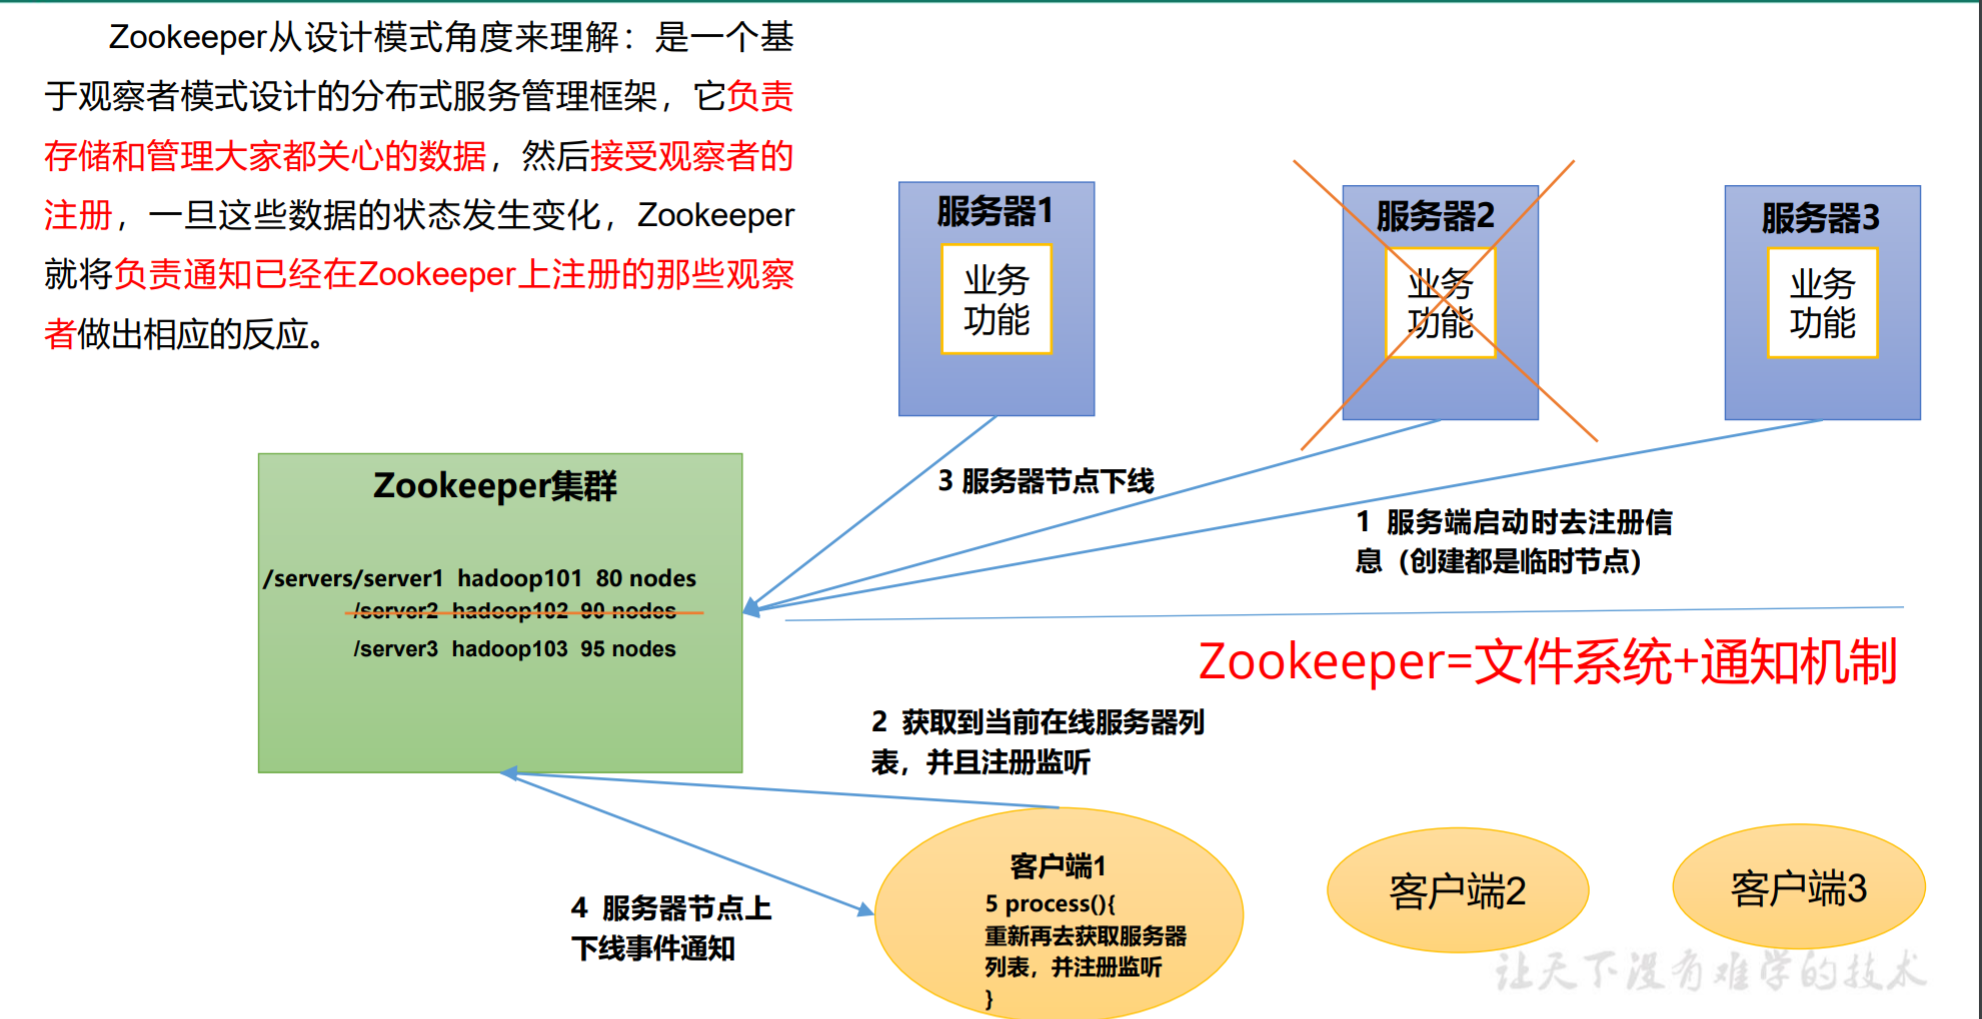 Zookeeper从设计模式角度来理解：是一个基
于观察者模式设计的分布式服务管理框架，它负责
存储和管理大家都关心的数据，然后接受观察者的
注册，一旦这些数据的状态发生变化，Zookeeper
就将负责通知已经在Zookeeper上注册的那些观察
者做出相应的反应。
服务器1
业务
功能
服务器2
业务
功能
服务器3
业务
功能
3 服务器节点下线
1 服务端启动时去注册信
息（创建都是临时节点）
Zookeeper集群
/servers/server1 hadoop101 80 nodes
/server2 hadoop102 90 nodes
/server3 hadoop103 95 nodes
Zookeeper=文件系统+通知机制
2 获取到当前在线服务器列
表，并且注册监听
4 服务器节点上
下线事件通知
客户端1
5 process(){
重新再去获取服务器
列表，并注册监听
}
客户端2
客户端3
让天下没有难学的技术